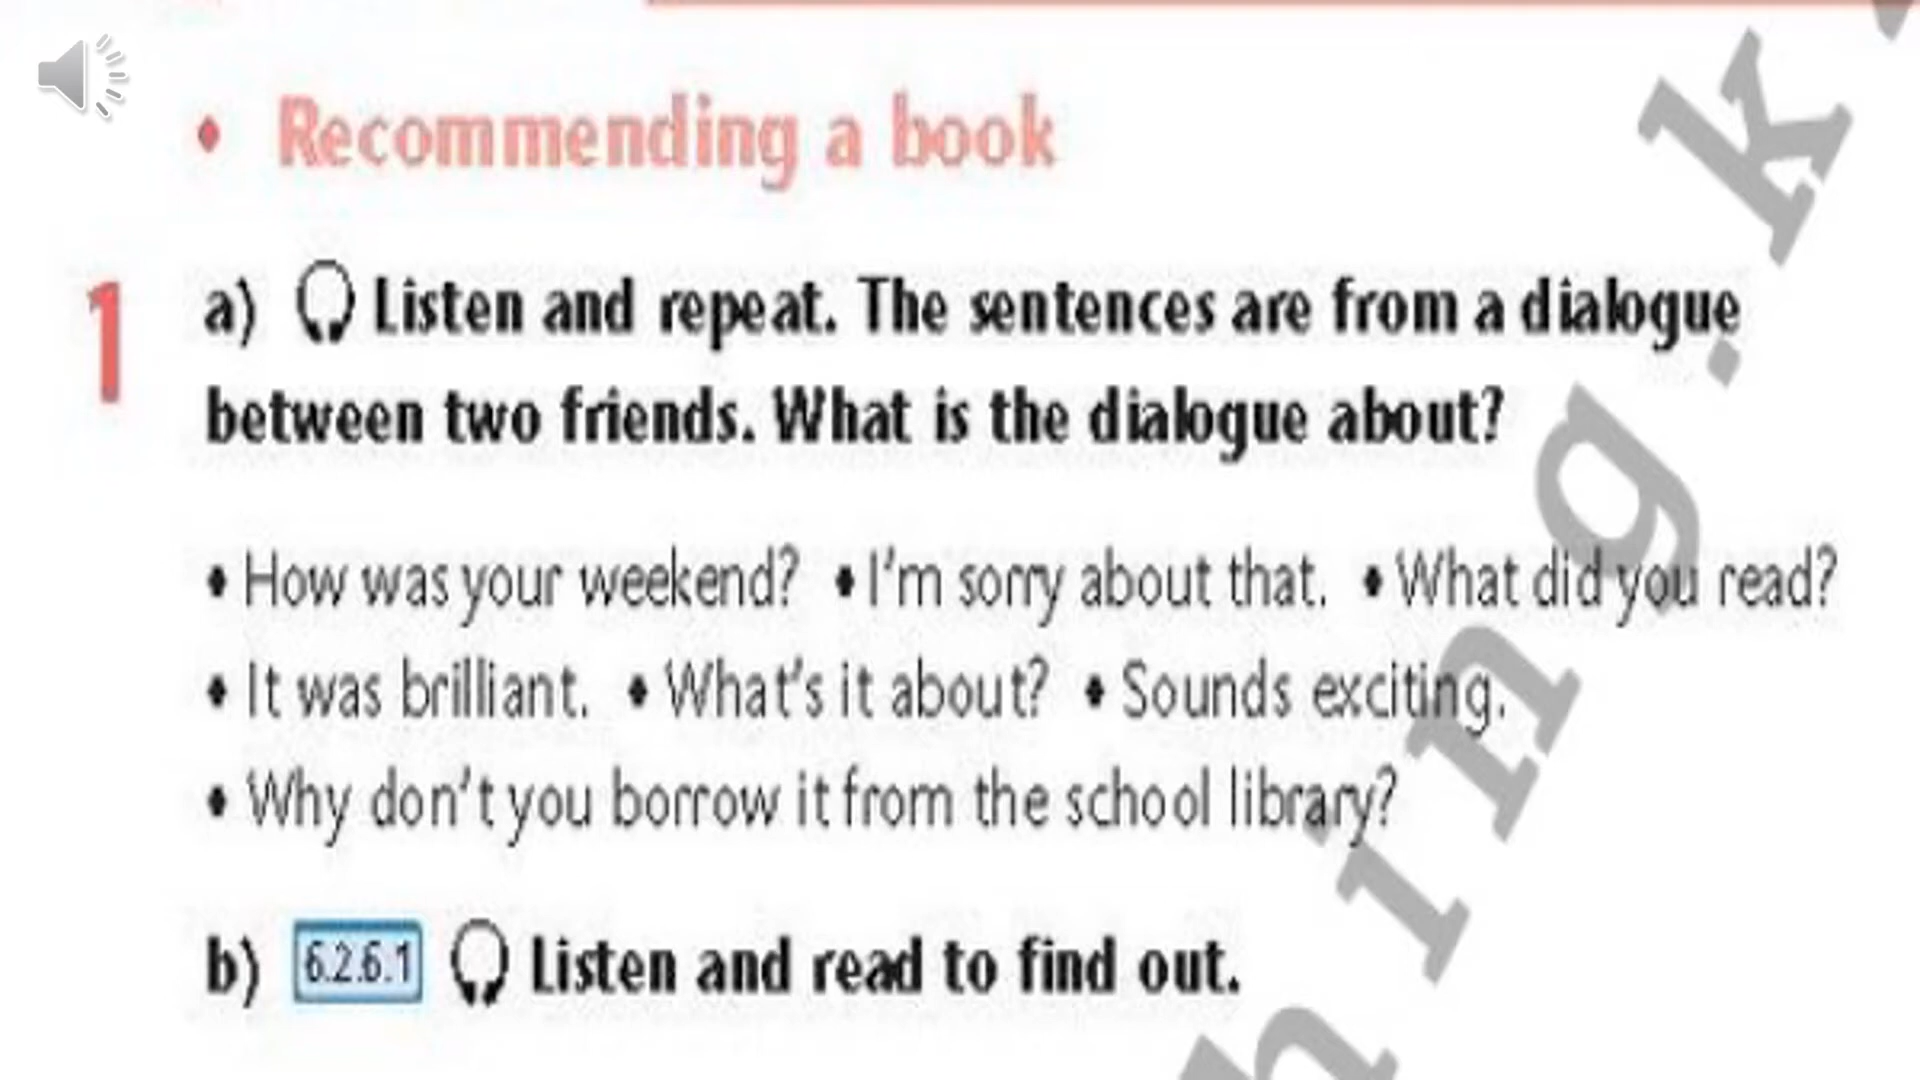 • Recommending a book
1 a) Listen and repeat. The sentences are from a dialogue
between two friends. What is the dialogue about?
• How was your weekend? • I'm sorry about that. • What did you read?
• It was brilliant. • What's it about? • Sounds exciting.
• Why don't you borrow it from the school library?
b) 6.2.6.1 Listen and read to find out.
hing.k